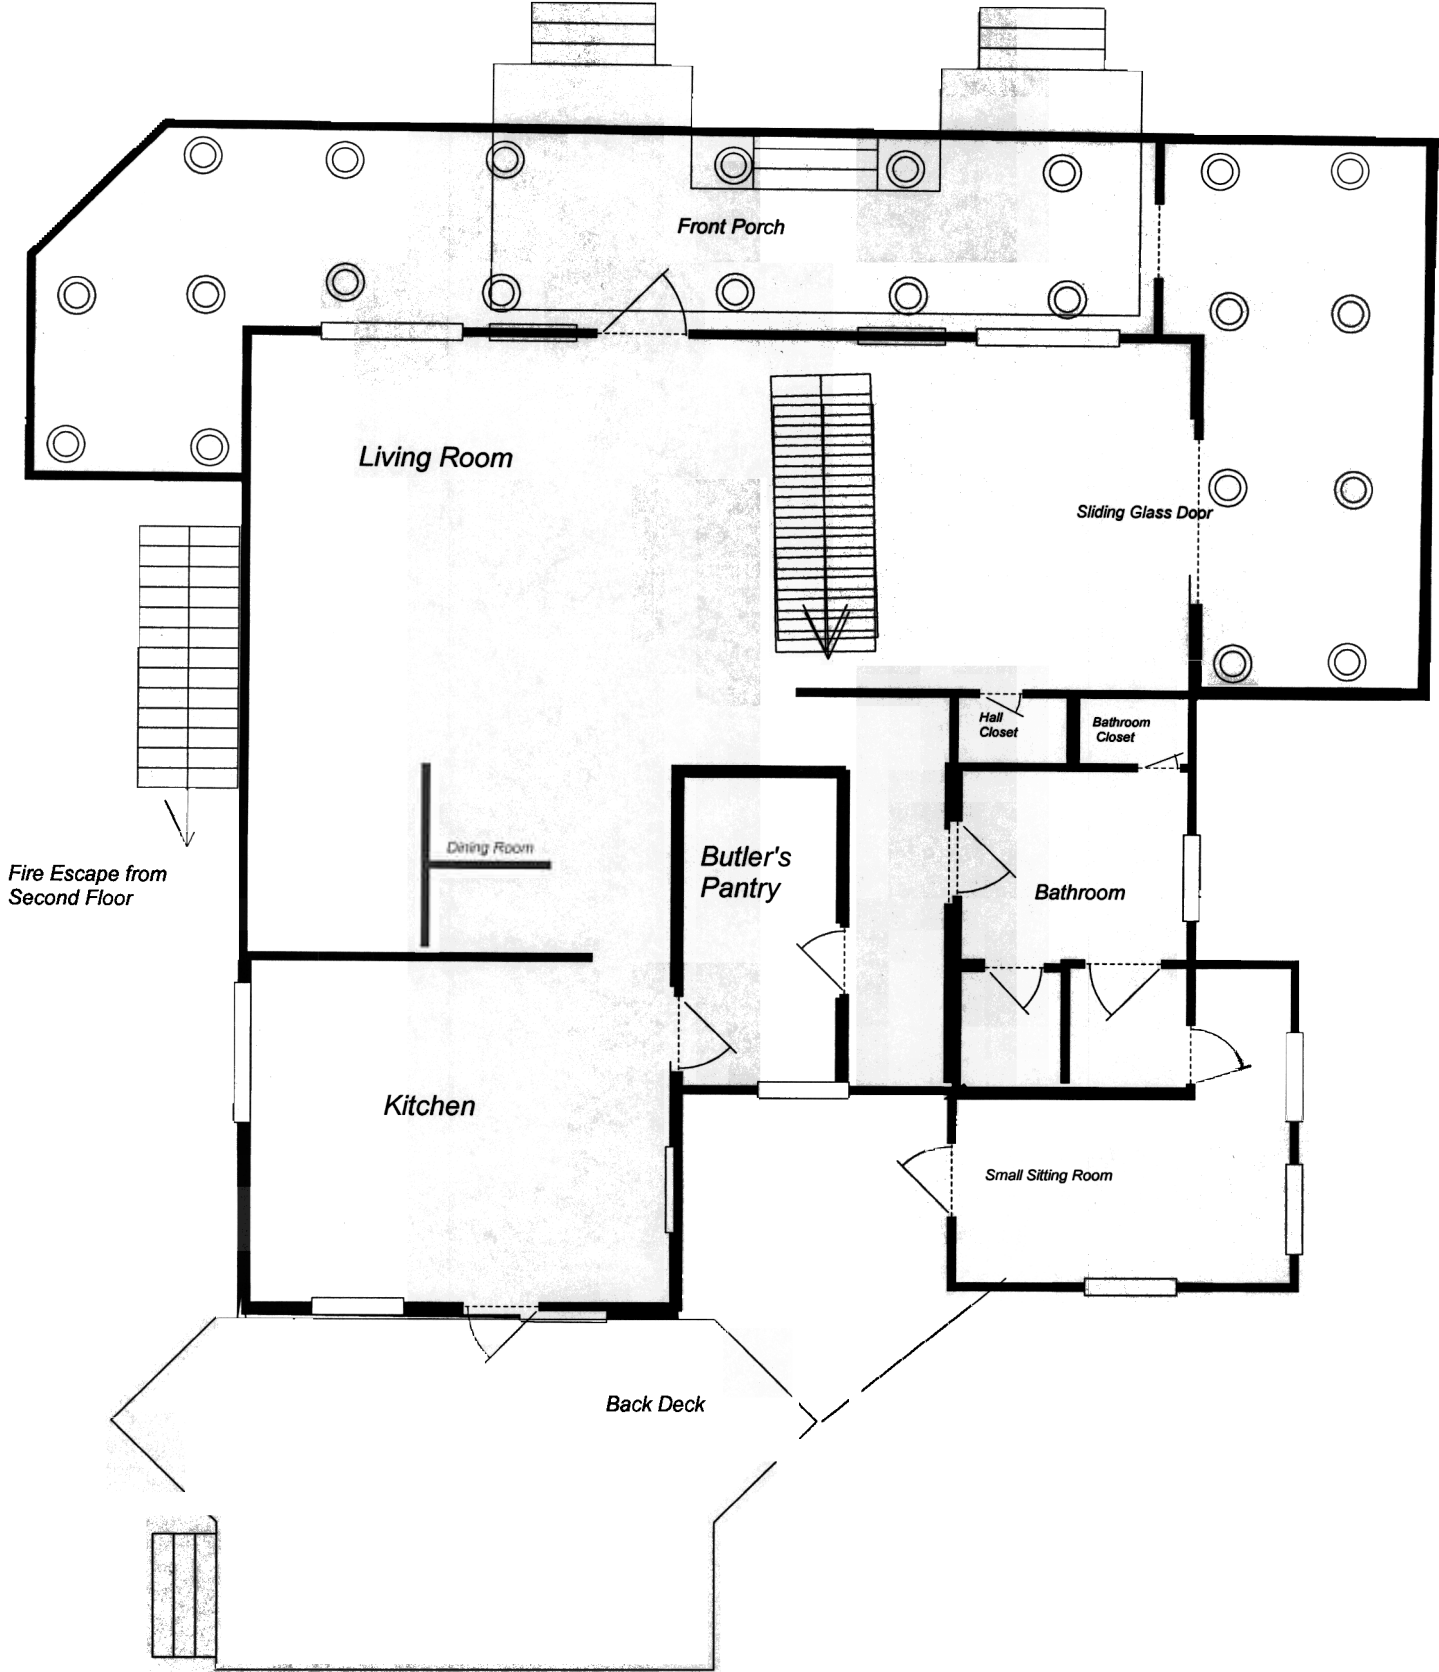 Front Porch
Living Room
Sliding Glass Door
Hall
Closet
Bathroom
Closet
Dining Room
Butler's
Pantry
Fire Escape from
Second Floor
Bathroom
Kitchen
Small Sitting Room
Back Deck